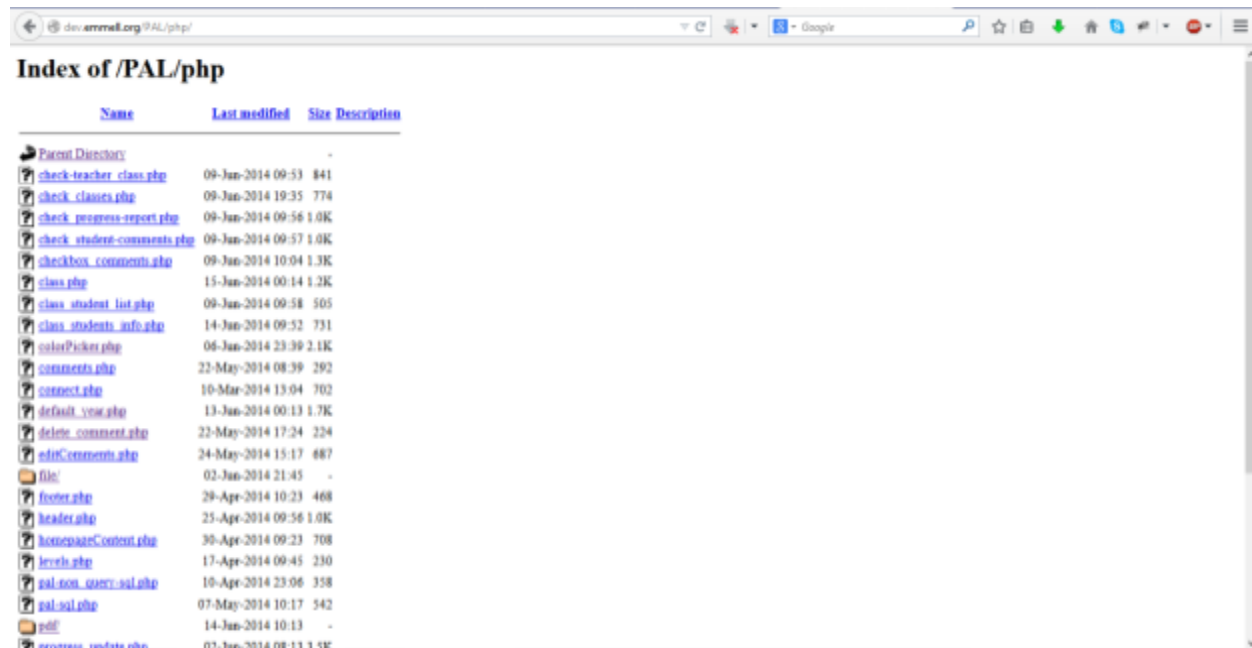 dev.emmell.org/PAL/php/
Google
Index of /PAL/php
Name Last modified Size Description
Parent Directory -
check-teacher_class.php 09-Jun-2014 09:53 841
check_classes.php 09-Jun-2014 19:35 774
check_progress-report.php 09-Jun-2014 09:56 1.0K
check_student-comments.php 09-Jun-2014 09:57 1.0K
checkbox_comments.php 09-Jun-2014 10:04 1.3K
class.php 15-Jun-2014 00:14 1.2K
class_student_list.php 09-Jun-2014 09:58 505
class_students_info.php 14-Jun-2014 09:52 731
colorPicker.php 06-Jun-2014 23:39 2.1K
comments.php 22-May-2014 08:39 292
connect.php 10-Mar-2014 13:04 702
default_year.php 13-Jun-2014 00:13 1.7K
delete_comment.php 22-May-2014 17:24 224
editComments.php 24-May-2014 15:17 687
file/ 02-Jun-2014 21:45 -
footer.php 29-Apr-2014 10:23 468
header.php 25-Apr-2014 09:56 1.0K
homepageContent.php 30-Apr-2014 09:23 708
levels.php 17-Apr-2014 09:45 230
pal-non_query-sql.php 10-Apr-2014 23:06 358
pal-sql.php 07-May-2014 10:17 542
pdf/ 14-Jun-2014 10:13 -
progress_update.php 02-Jun-2014 08:13 3.5K